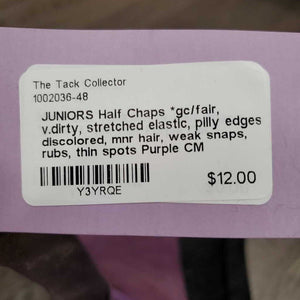 The Tack Collector
1002036-48
JUNIORS Half Chaps *gc/fair,
v.dirty, stretched elastic, pilly edges
discolored, mnr hair, weak snaps,
rubs, thin spots Purple CM
Y3YRQE
$12.00